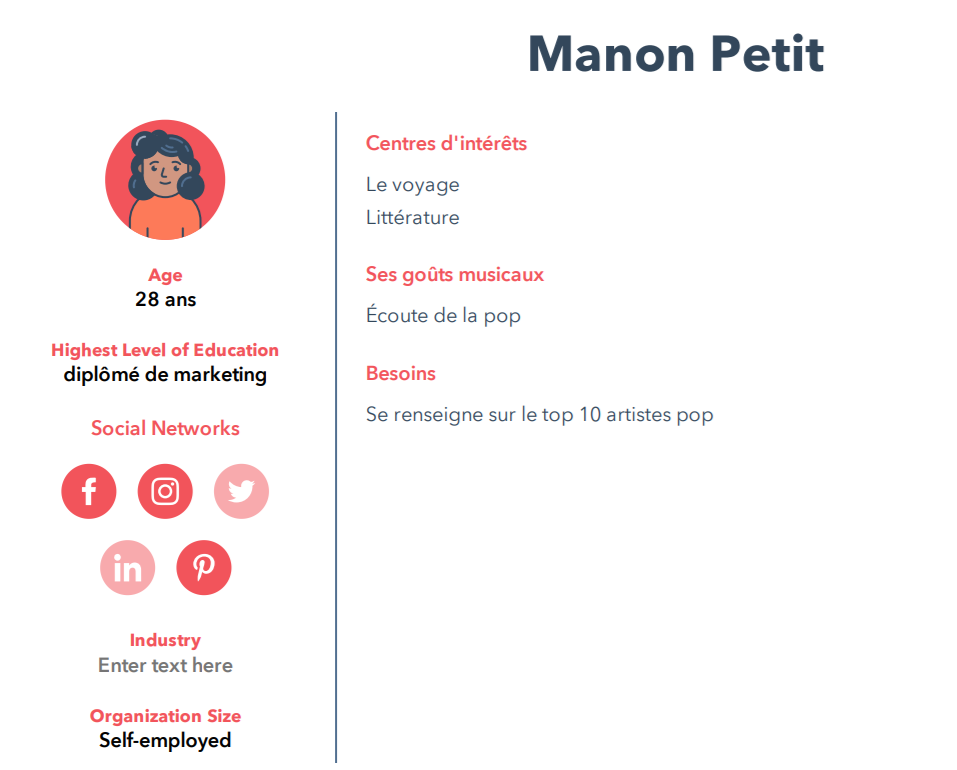 Manon Petit
Age
28 ans
Highest Level of Education
diplômé de marketing
Social Networks
Industry
Enter text here
Organization Size
Self-employed
Centres d'intérêts
Le voyage
Littérature
Ses goûts musicaux
Écoute de la pop
Besoins
Se renseigne sur le top 10 artistes pop